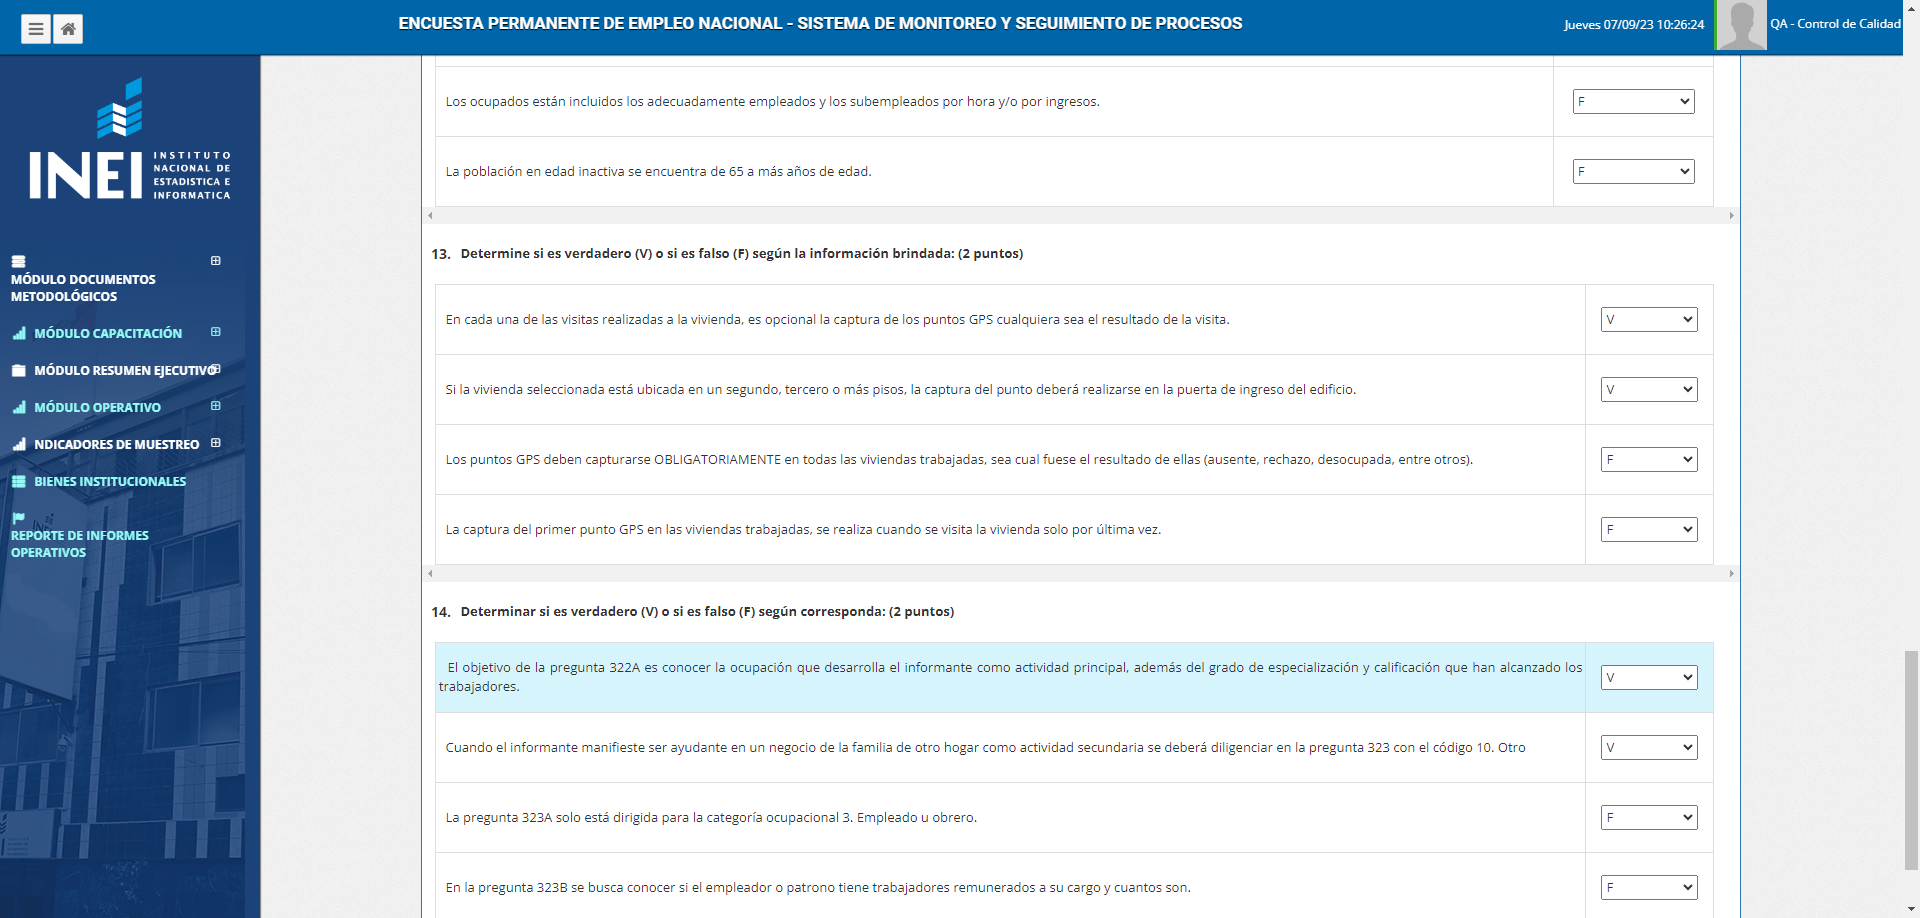 ENCUESTA PERMANENTE DE EMPLEO NACIONAL - SISTEMA DE MONITOREO Y SEGUIMIENTO DE PROCESOS
Jueves 07/09/23 10:26:24
QA - Control de Calidad
INEI
INSTITUTO
NACIONAL DE
ESTADISTICA E
INFORMATICA
MÓDULO DOCUMENTOS
METODOLÓGICOS
MÓDULO CAPACITACIÓN
MÓDULO RESUMEN EJECUTIVO
MÓDULO OPERATIVO
NDICADORES DE MUESTREO
BIENES INSTITUCIONALES
REPORTE DE INFORMES
OPERATIVOS
Los ocupados están incluidos los adecuadamente empleados y los subempleados por hora y/o por ingresos.
F
La población en edad inactiva se encuentra de 65 a más años de edad.
F
13. Determine si es verdadero (V) o si es falso (F) según la información brindada: (2 puntos)
En cada una de las visitas realizadas a la vivienda, es opcional la captura de los puntos GPS cualquiera sea el resultado de la visita.
V
Si la vivienda seleccionada está ubicada en un segundo, tercero o más pisos, la captura del punto deberá realizarse en la puerta de ingreso del edificio.
V
Los puntos GPS deben capturarse OBLIGATORIAMENTE en todas las viviendas trabajadas, sea cual fuese el resultado de ellas (ausente, rechazo, desocupada, entre otros).
F
La captura del primer punto GPS en las viviendas trabajadas, se realiza cuando se visita la vivienda solo por última vez.
F
14. Determinar si es verdadero (V) o si es falso (F) según corresponda: (2 puntos)
El objetivo de la pregunta 322A es conocer la ocupación que desarrolla el informante como actividad principal, además del grado de especialización y calificación que han alcanzado los
trabajadores.
V
Cuando el informante manifieste ser ayudante en un negocio de la familia de otro hogar como actividad secundaria se deberá diligenciar en la pregunta 323 con el código 10. Otro
V
La pregunta 323A solo está dirigida para la categoría ocupacional 3. Empleado u obrero.
F
En la pregunta 323B se busca conocer si el empleador o patrono tiene trabajadores remunerados a su cargo y cuantos son.
F